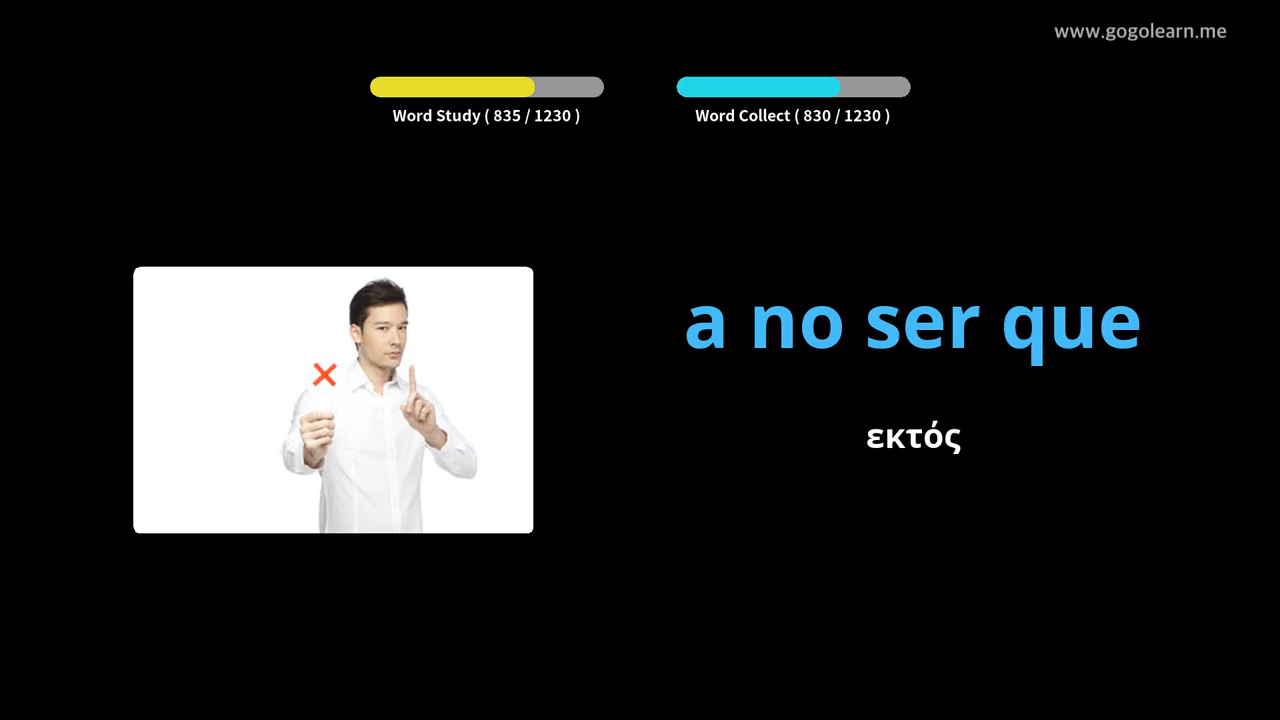 www.gogolearn.me
Word Study ( 835 / 1230 )
Word Collect ( 830 / 1230 )
a no ser que
εκτός